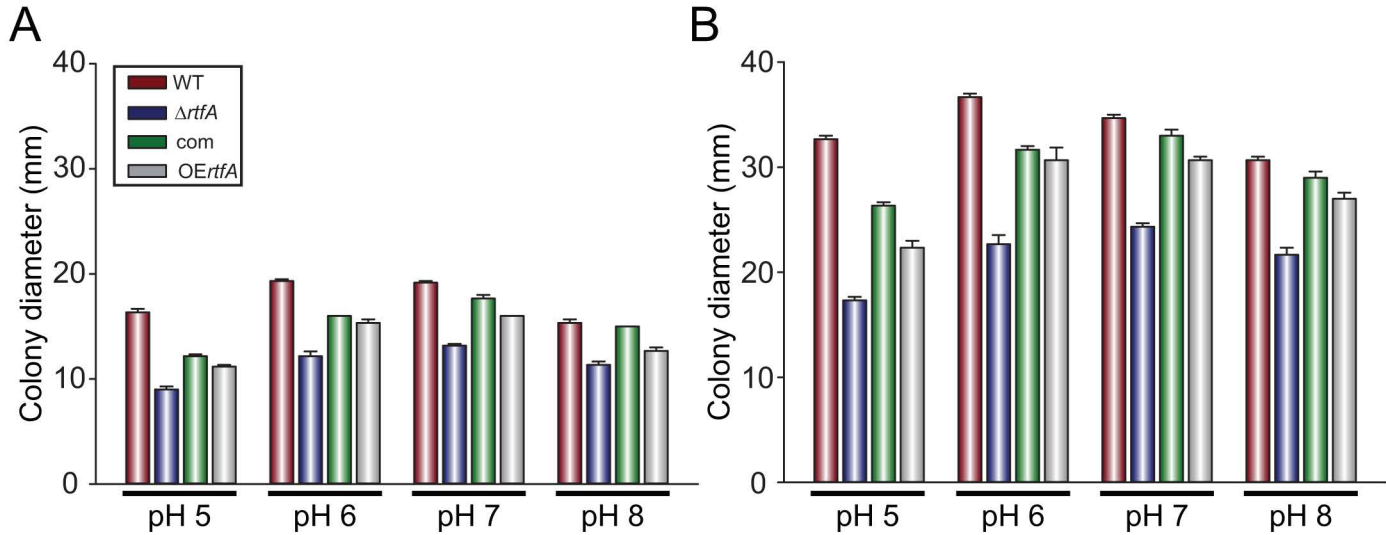 A
Colony diameter (mm)
40
30
20
10
0
WT
ΔrtfA
com
OErtfA
pH 5
pH 6
pH 7
pH 8
B
Colony diameter (mm)
40
30
20
10
0
pH 5
pH 6
pH 7
pH 8